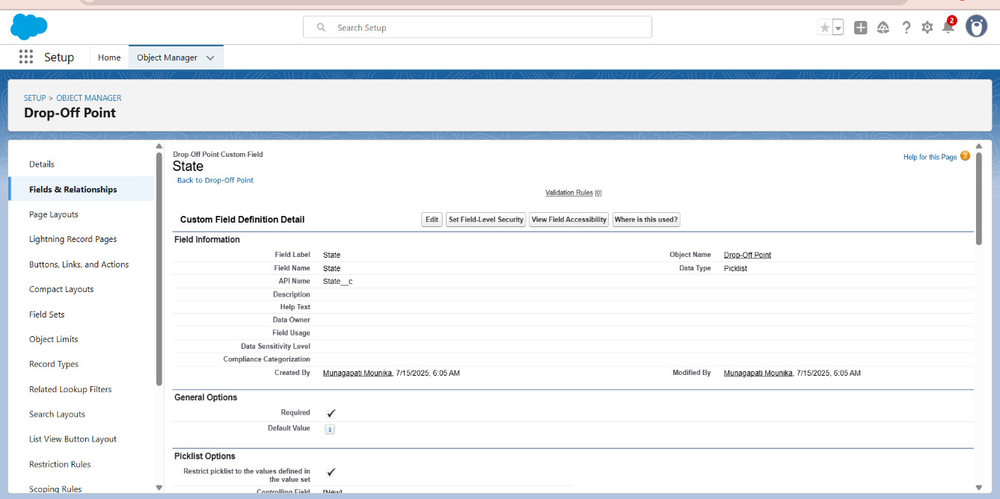 Search Setup
2
Setup
Home
Object Manager
SETUP > OBJECT MANAGER
Drop-Off Point
Details
Fields & Relationships
Page Layouts
Lightning Record Pages
Buttons, Links, and Actions
Compact Layouts
Field Sets
Object Limits
Record Types
Related Lookup Filters
Search Layouts
List View Button Layout
Restriction Rules
Scoping Rules
Drop-Off Point Custom Field
State
Help for this Page ?
Back to Drop-Off Point
Validation Rules [0]
Custom Field Definition Detail Edit Set Field-Level Security View Field Accessibility Where is this used?
Field Information
Field Label State Object Name Drop-Off Point
Field Name State Data Type Picklist
API Name State__c
Description
Help Text
Data Owner
Field Usage
Data Sensitivity Level
Compliance Categorization
Created By Munagapati Mounika, 7/15/2025, 6:05 AM Modified By Munagapati Mounika, 7/15/2025, 6:05 AM
General Options
Required
Default Value
Picklist Options
Restrict picklist to the values defined in
the value set
Controlling Field [New]